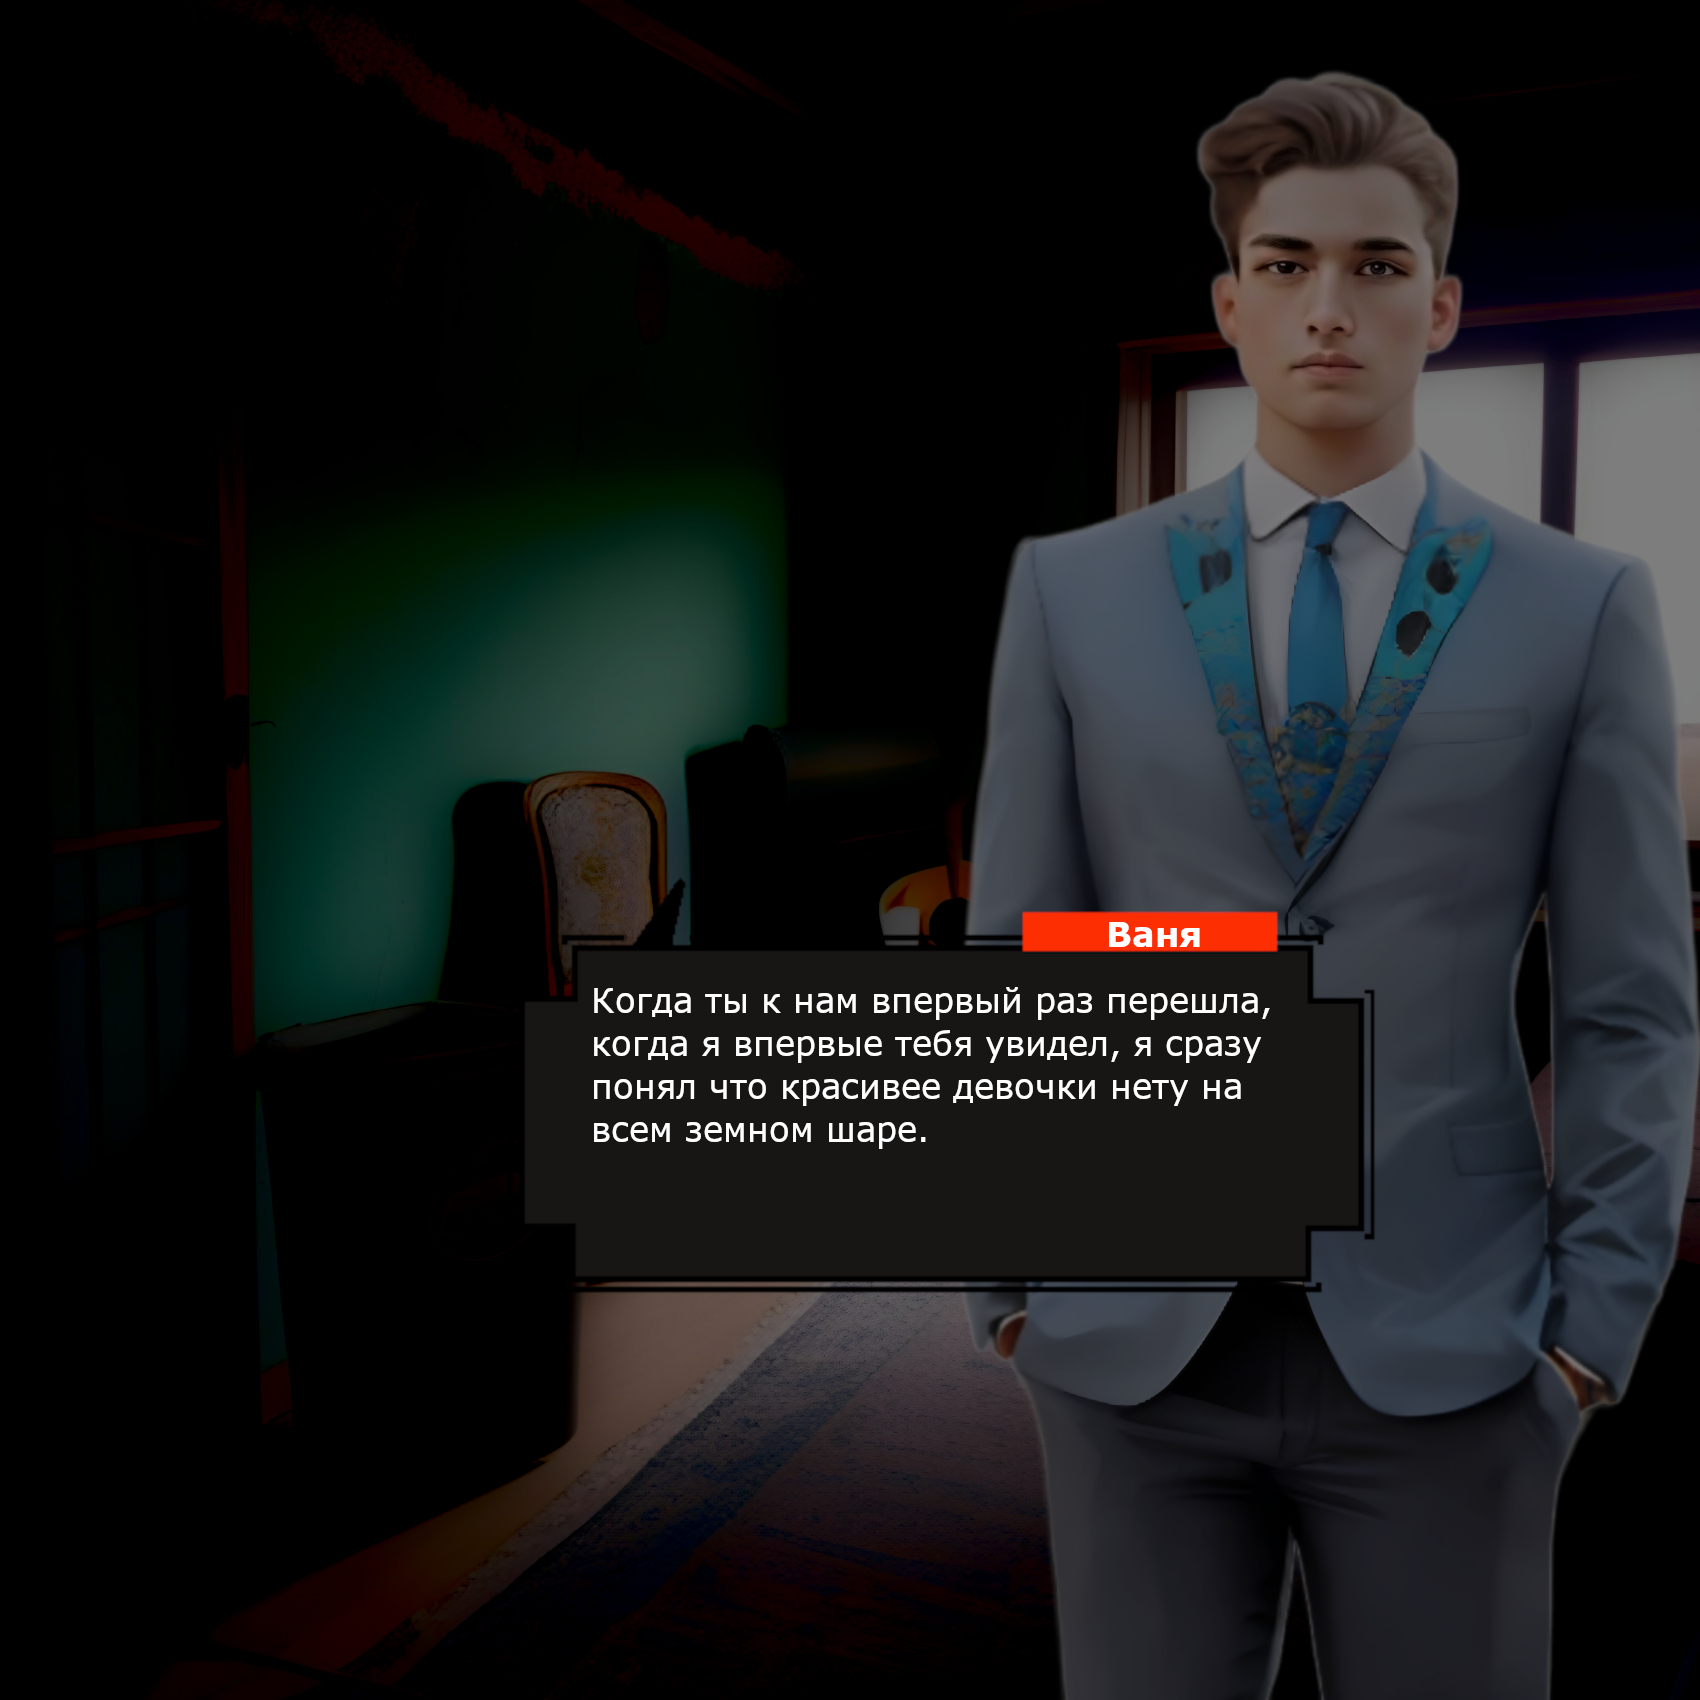 Ваня
Когда ты к нам впервый раз перешла,
когда я впервые тебя увидел, я сразу
понял что красивее девочки нету на
всем земном шаре.